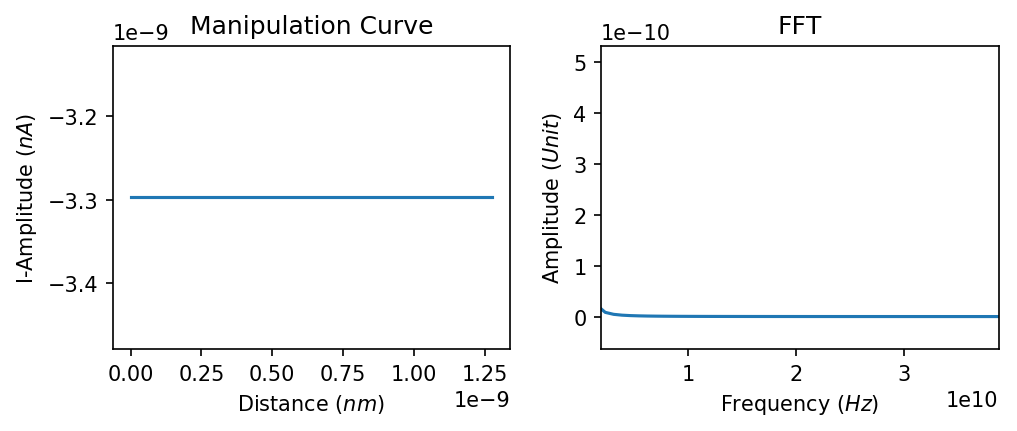 Manipulation Curve
1e−9
I-Amplitude (nA)
−3.2
−3.3
−3.4
0.00 0.25 0.50 0.75 1.00 1.25
1e−9
Distance (nm)
FFT
1e−10
Amplitude (Unit)
5
4
3
2
1
0
1 2 3
1e10
Frequency (Hz)